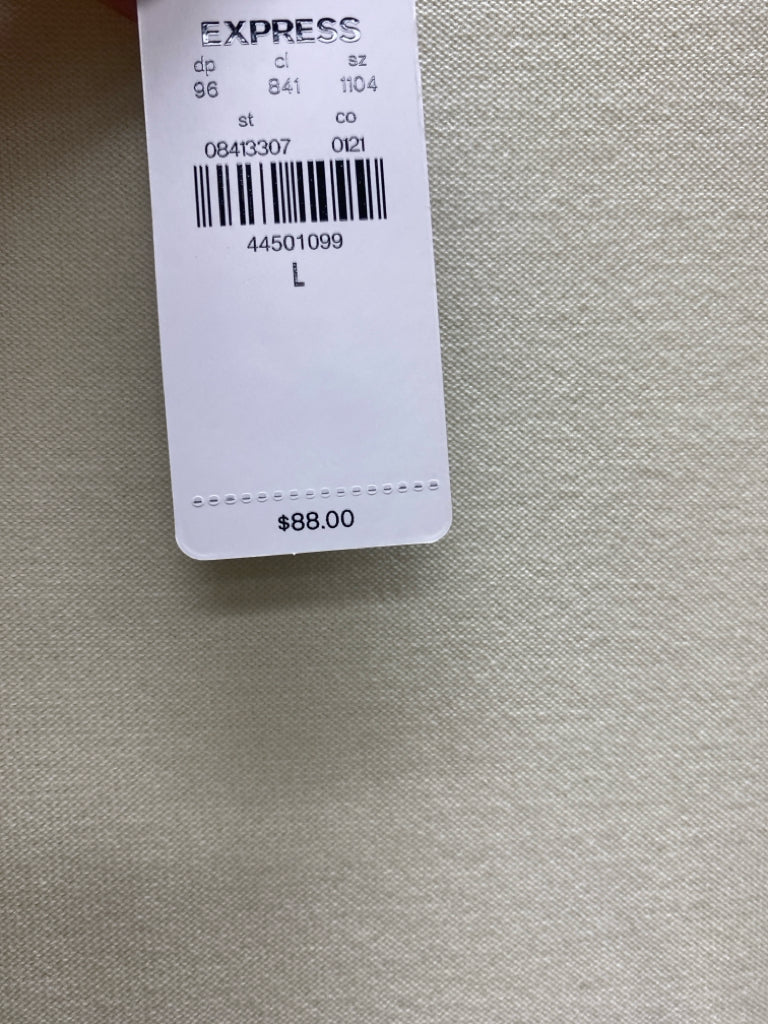 EXPRESS
dp cl sz
96 841 1104
st co
08413307 0121
44501099
L
$88.00